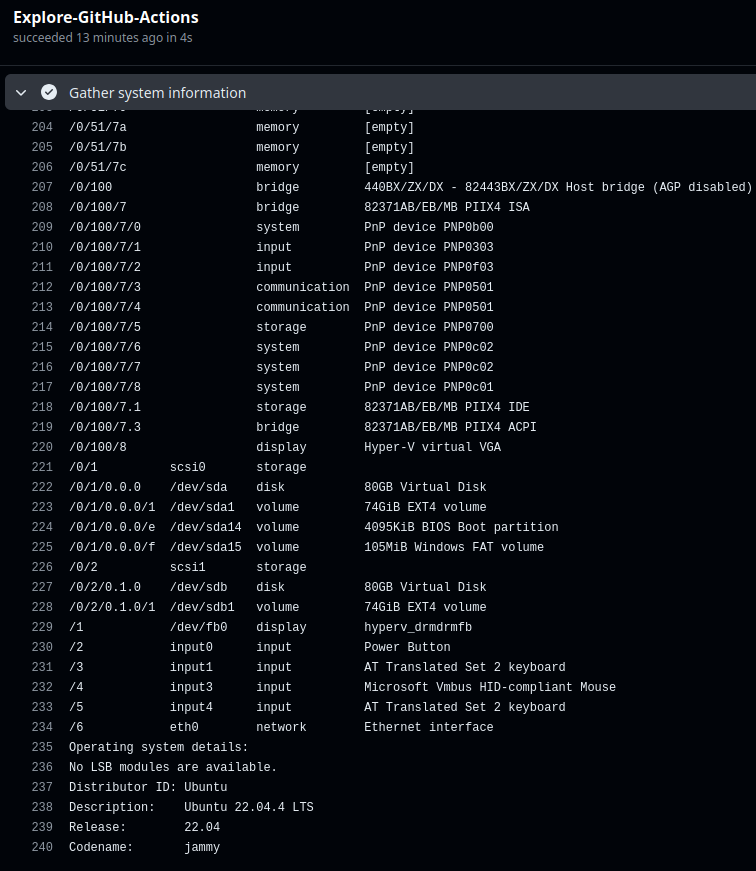 Explore-GitHub-Actions
succeeded 13 minutes ago in 4s
Gather system information
204 /0/51/7a memory [empty]
205 /0/51/7b memory [empty]
206 /0/51/7c memory [empty]
207 /0/100 bridge 440BX/ZX/DX - 82443BX/ZX/DX Host bridge (AGP disabled)
208 /0/100/7 bridge 82371AB/EB/MB PIIX4 ISA
209 /0/100/7/0 system PnP device PNP0b00
210 /0/100/7/1 input PnP device PNP0303
211 /0/100/7/2 input PnP device PNP0f03
212 /0/100/7/3 communication PnP device PNP0501
213 /0/100/7/4 communication PnP device PNP0501
214 /0/100/7/5 storage PnP device PNP0700
215 /0/100/7/6 system PnP device PNP0c02
216 /0/100/7/7 system PnP device PNP0c02
217 /0/100/7/8 system PnP device PNP0c01
218 /0/100/7.1 storage 82371AB/EB/MB PIIX4 IDE
219 /0/100/7.3 bridge 82371AB/EB/MB PIIX4 ACPI
220 /0/100/8 display Hyper-V virtual VGA
221 /0/1 scsi0 storage
222 /0/1/0.0.0 /dev/sda disk 80GB Virtual Disk
223 /0/1/0.0.0/1 /dev/sda1 volume 74GiB EXT4 volume
224 /0/1/0.0.0/e /dev/sda14 volume 4095KiB BIOS Boot partition
225 /0/1/0.0.0/f /dev/sda15 volume 105MiB Windows FAT volume
226 /0/2 scsi1 storage
227 /0/2/0.1.0 /dev/sdb disk 80GB Virtual Disk
228 /0/2/0.1.0/1 /dev/sdb1 volume 74GiB EXT4 volume
229 /1 /dev/fb0 display hyperv_drmdrmfb
230 /2 input0 input Power Button
231 /3 input1 input AT Translated Set 2 keyboard
232 /4 input3 input Microsoft Vmbus HID-compliant Mouse
233 /5 input4 input AT Translated Set 2 keyboard
234 /6 eth0 network Ethernet interface
235 Operating system details:
236 No LSB modules are available.
237 Distributor ID: Ubuntu
238 Description: Ubuntu 22.04.4 LTS
239 Release: 22.04
240 Codename: jammy